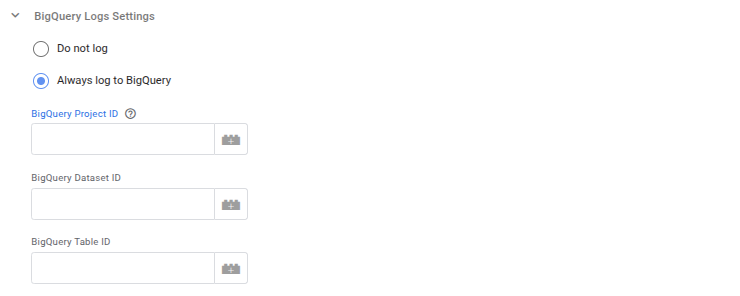 BigQuery Logs Settings
Do not log
Always log to BigQuery
BigQuery Project ID
BigQuery Dataset ID
BigQuery Table ID